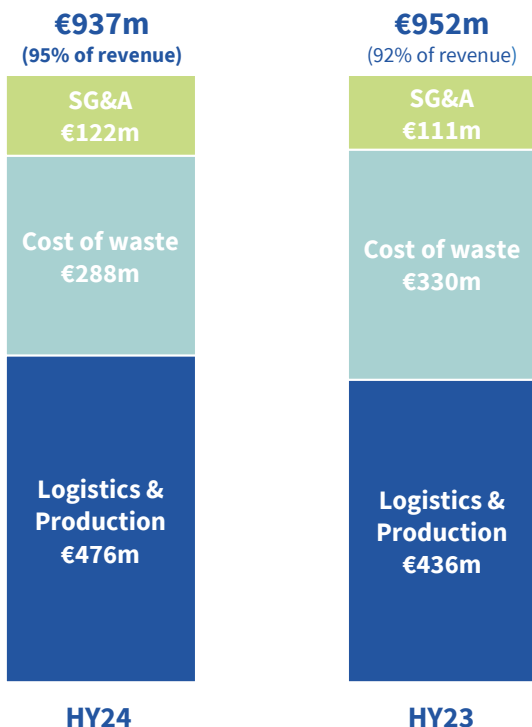 €937m
(95% of revenue)
SG&A
€122m
Cost of waste
€288m
Logistics &
Production
€476m
HY24
€952m
(92% of revenue)
SG&A
€111m
Cost of waste
€330m
Logistics &
Production
€436m
HY23